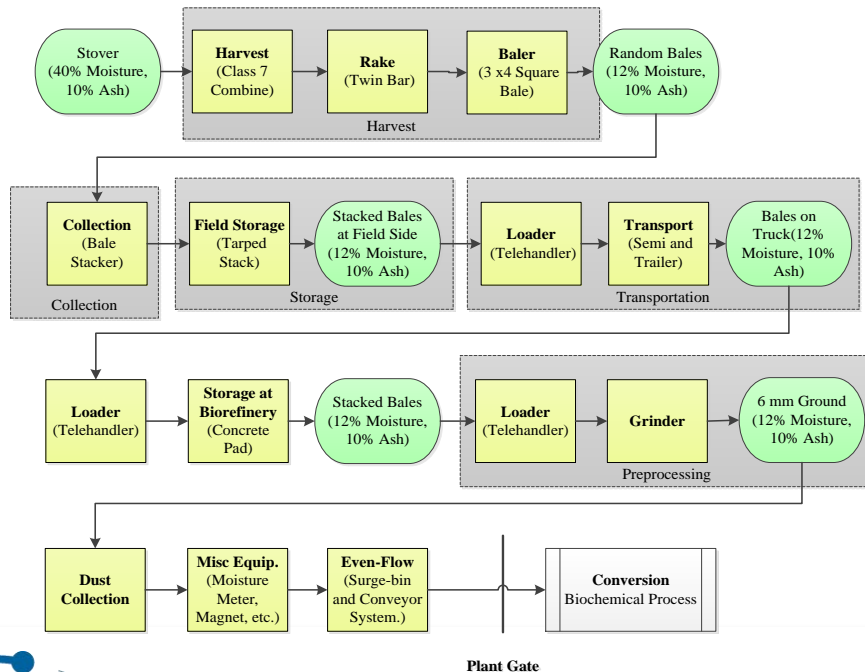 Stover
(40% Moisture,
10% Ash)
Harvest
(Class 7
Combine)
Rake
(Twin Bar)
Baler
(3 x4 Square
Bale)
Harvest
Random Bales
(12% Moisture,
10% Ash)
Collection
(Bale
Stacker)
Collection
Field Storage
(Tarped
Stack)
Stacked Bales
at Field Side
(12% Moisture,
10% Ash)
Storage
Loader
(Telehandler)
Transport
(Semi and
Trailer)
Bales on
Truck(12%
Moisture, 10%
Ash)
Transportation
Loader
(Telehandler)
Storage at
Biorefinery
(Concrete
Pad)
Stacked Bales
(12% Moisture,
10% Ash)
Loader
(Telehandler)
Grinder
6 mm Ground
(12% Moisture,
10% Ash)
Preprocessing
Dust
Collection
Misc Equip.
(Moisture
Meter,
Magnet, etc.)
Even-Flow
(Surge-bin
and Conveyor
System.)
Conversion
Biochemical Process
Plant Gate